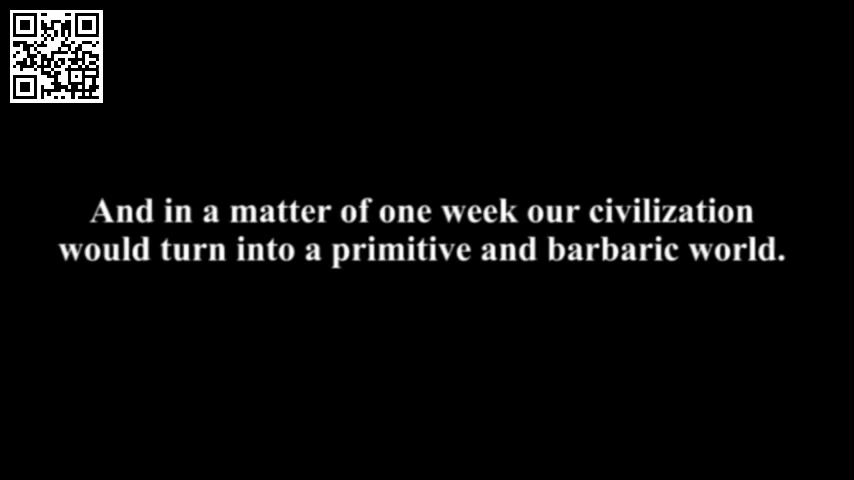 And in a matter of one week our civilization
would turn into a primitive and barbaric world.